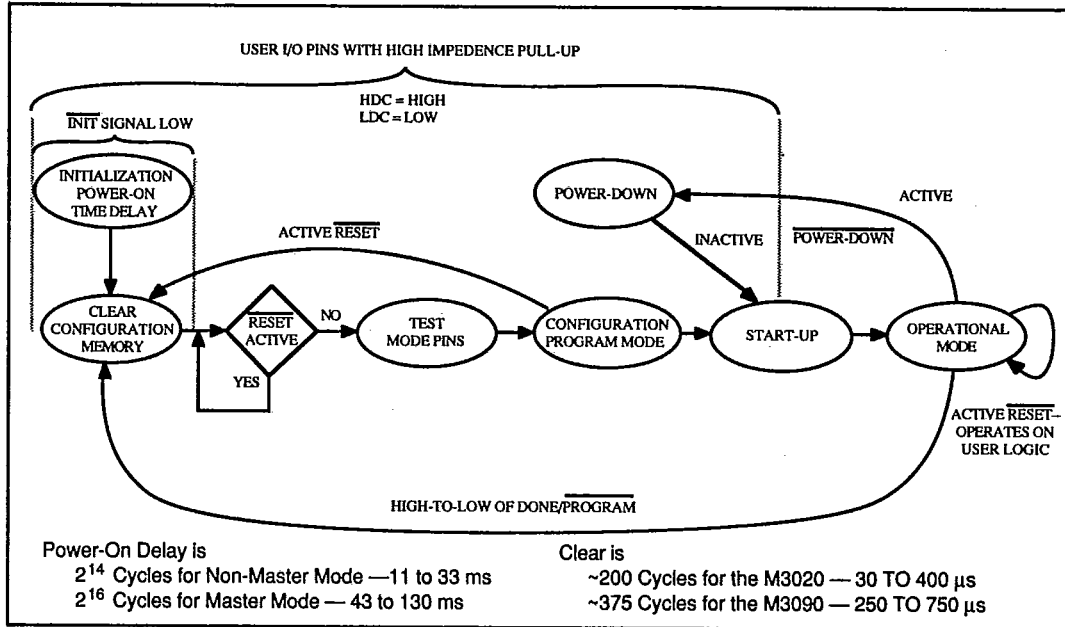 USER I/O PINS WITH HIGH IMPEDENCE PULL-UP
HDC = HIGH
LDC = LOW
INIT SIGNAL LOW
INITIALIZATION
POWER-ON
TIME DELAY
POWER-DOWN
ACTIVE
INACTIVE
POWER-DOWN
ACTIVE RESET
CLEAR
CONFIGURATION
MEMORY
RESET
ACTIVE
NO
YES
TEST
MODE PINS
CONFIGURATION
PROGRAM MODE
START-UP
OPERATIONAL
MODE
ACTIVE RESET–
OPERATES ON
USER LOGIC
HIGH-TO-LOW OF DONE/PROGRAM
Power-On Delay is
2¹⁴ Cycles for Non-Master Mode —11 to 33 ms
2¹⁶ Cycles for Master Mode — 43 to 130 ms
Clear is
~200 Cycles for the M3020 — 30 TO 400 µs
~375 Cycles for the M3090 — 250 TO 750 µs